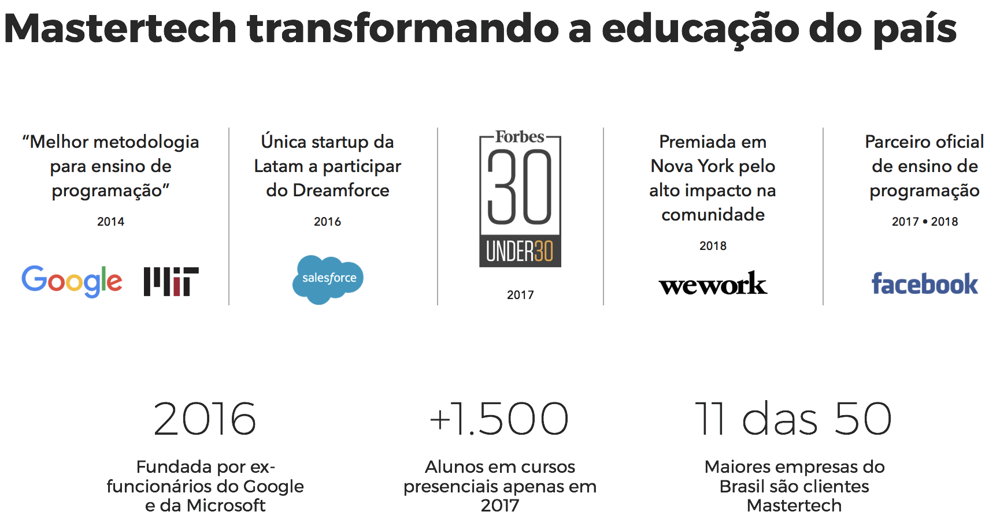 Mastertech transformando a educação do país
“Melhor metodologia
para ensino de
programação”
2014
Google MIT
Única startup da
Latam a participar
do Dreamforce
2016
salesforce
Forbes
30
UNDER30
2017
Premiada em
Nova York pelo
alto impacto na
comunidade
2018
wework
Parceiro oficial
de ensino de
programação
2017 • 2018
facebook
2016
Fundada por ex-
funcionários do Google
e da Microsoft
+1.500
Alunos em cursos
presenciais apenas em
2017
11 das 50
Maiores empresas do
Brasil são clientes
Mastertech